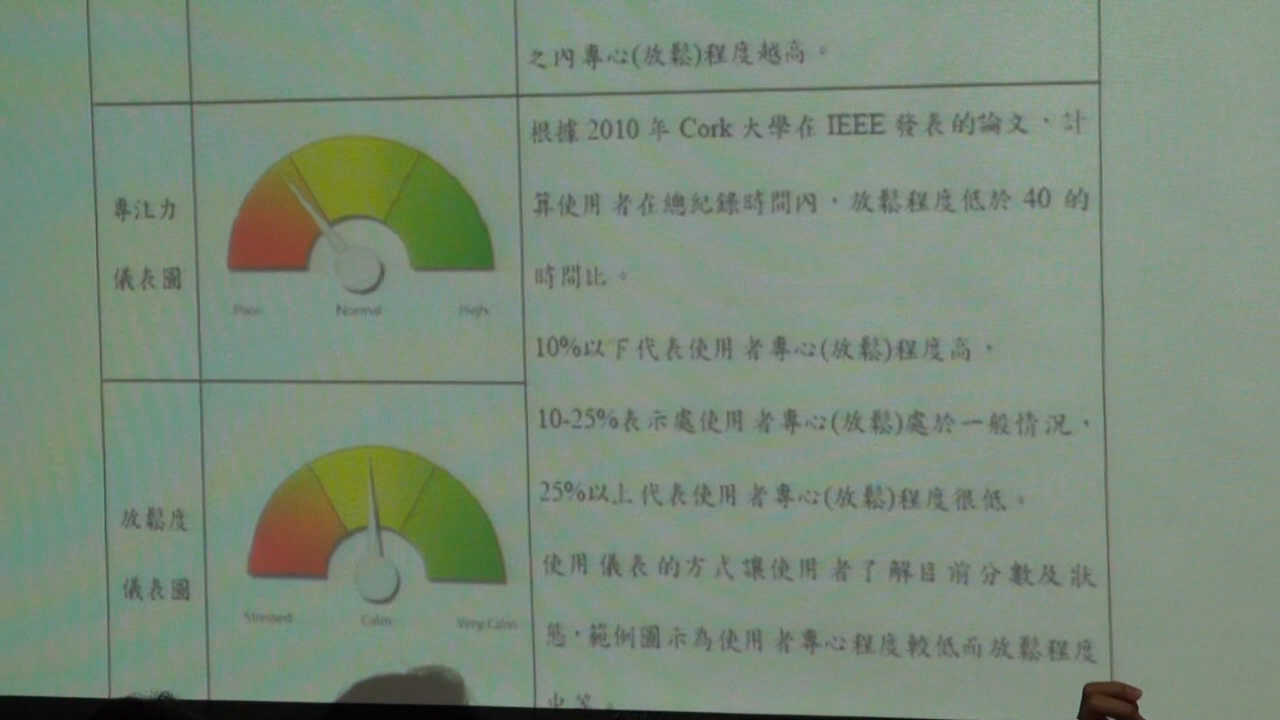 之內專心(放鬆)程度越高。
專注力
儀表圖
Poor Normal High
根據 2010 年 Cork 大學在 IEEE 發表的論文，計
算使用者在總紀錄時間內，放鬆程度低於 40 的
時間比。
10%以下代表使用者專心(放鬆)程度高，
10-25%表示處使用者專心(放鬆)處於一般情況，
25%以上代表使用者專心(放鬆)程度很低。
使用儀表的方式讓使用者了解目前分數及狀
態，範例圖示為使用者專心程度較低而放鬆程度
中等。
放鬆度
儀表圖
Stressed Calm Very Calm